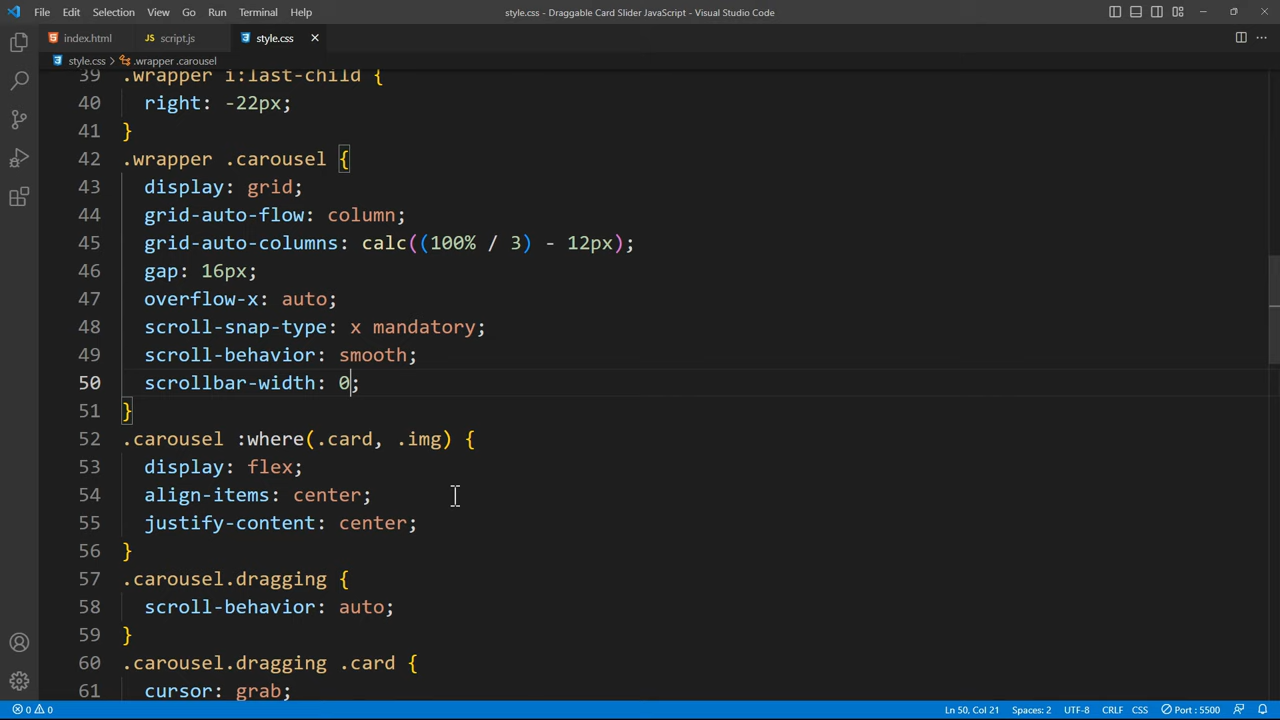 File Edit Selection View Go Run Terminal Help
style.css - Draggable Card Slider JavaScript - Visual Studio Code
index.html
JS script.js
style.css
style.css > .wrapper .carousel
39 .wrapper i:last-child {
40 right: -22px;
41 }
42 .wrapper .carousel {
43 display: grid;
44 grid-auto-flow: column;
45 grid-auto-columns: calc((100% / 3) - 12px);
46 gap: 16px;
47 overflow-x: auto;
48 scroll-snap-type: x mandatory;
49 scroll-behavior: smooth;
50 scrollbar-width: 0;
51 }
52 .carousel :where(.card, .img) {
53 display: flex;
54 align-items: center;
55 justify-content: center;
56 }
57 .carousel.dragging {
58 scroll-behavior: auto;
59 }
60 .carousel.dragging .card {
61 cursor: grab;
0 0
Ln 50, Col 21 Spaces: 2 UTF-8 CRLF CSS Port : 5500